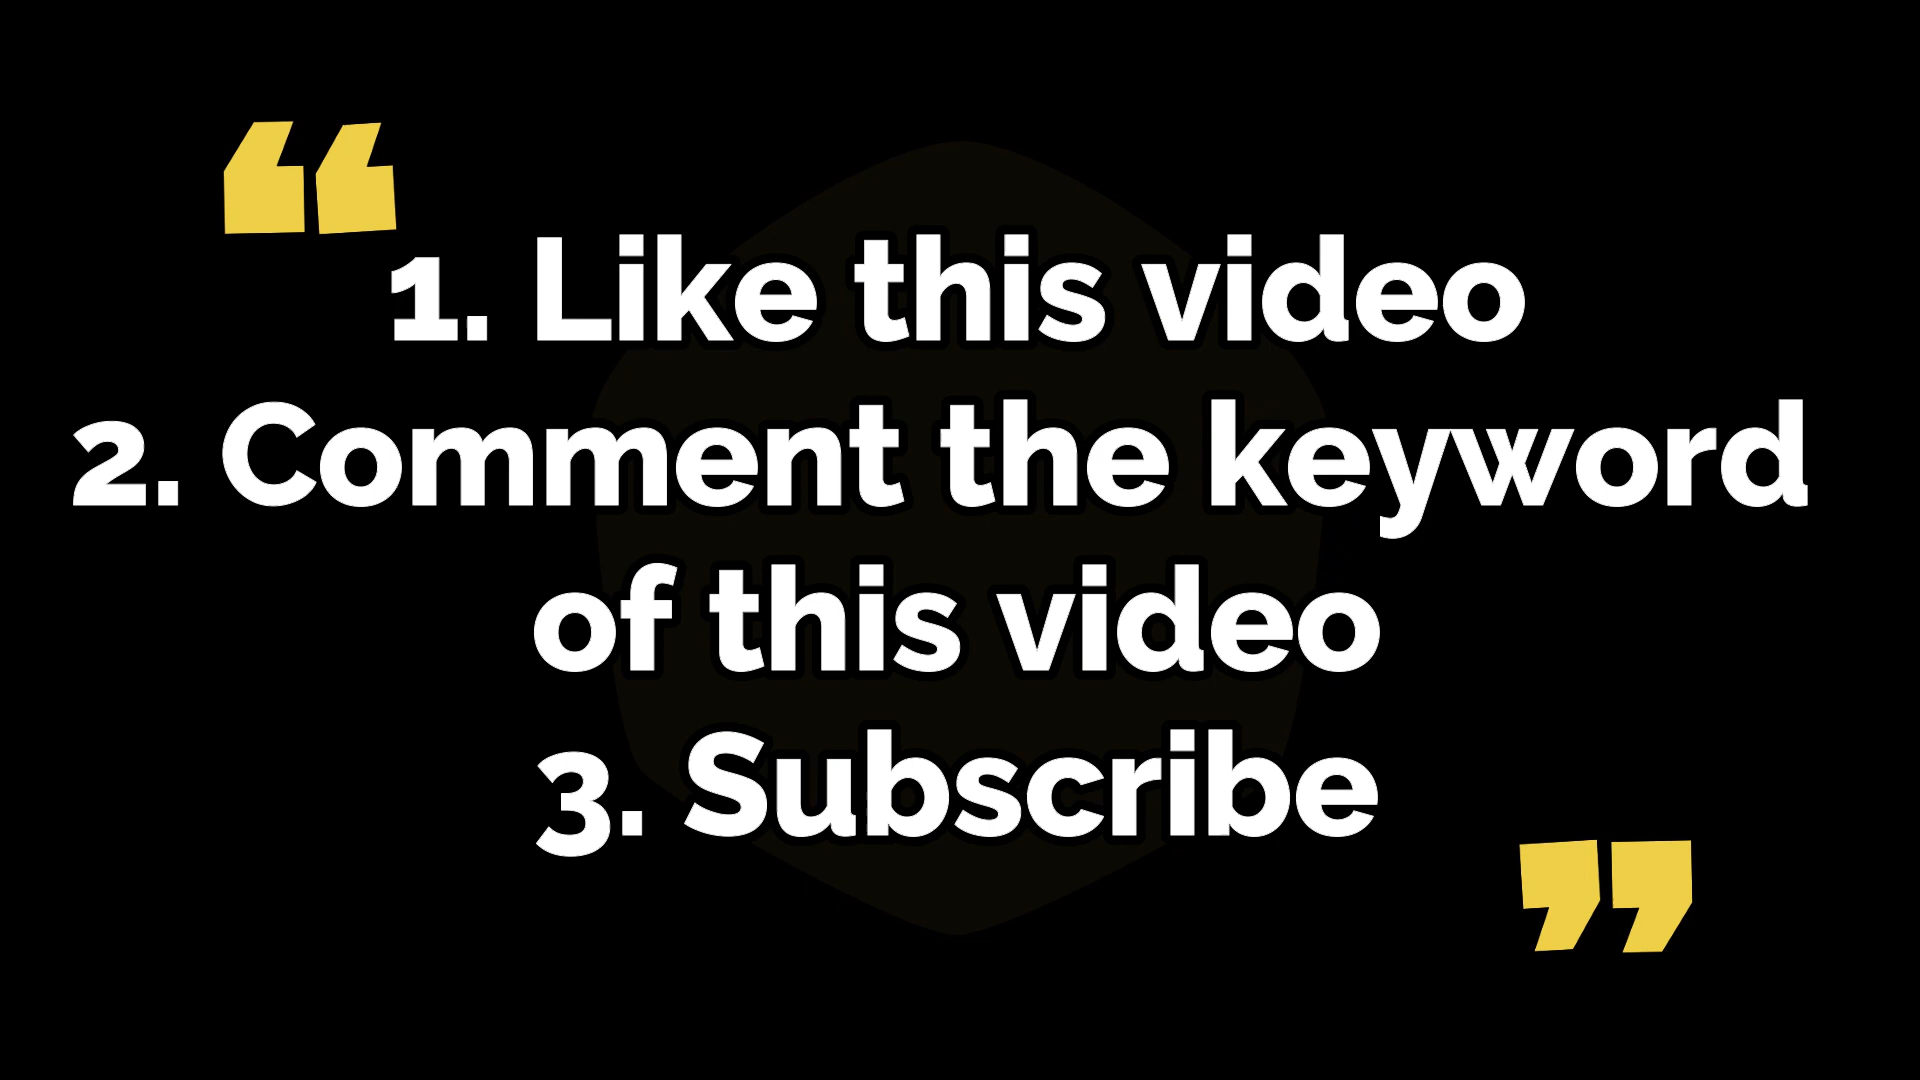 “
1. Like this video
2. Comment the keyword
of this video
3. Subscribe
”